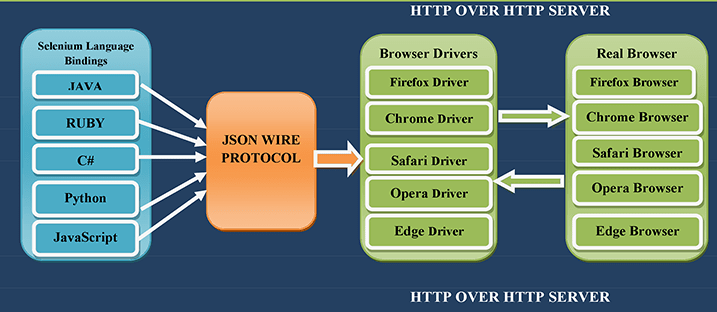 HTTP OVER HTTP SERVER
Selenium Language
Bindings
JAVA
RUBY
C#
Python
JavaScript
JSON WIRE
PROTOCOL
Browser Drivers
Firefox Driver
Chrome Driver
Safari Driver
Opera Driver
Edge Driver
Real Browser
Firefox Browser
Chrome Browser
Safari Browser
Opera Browser
Edge Browser
HTTP OVER HTTP SERVER